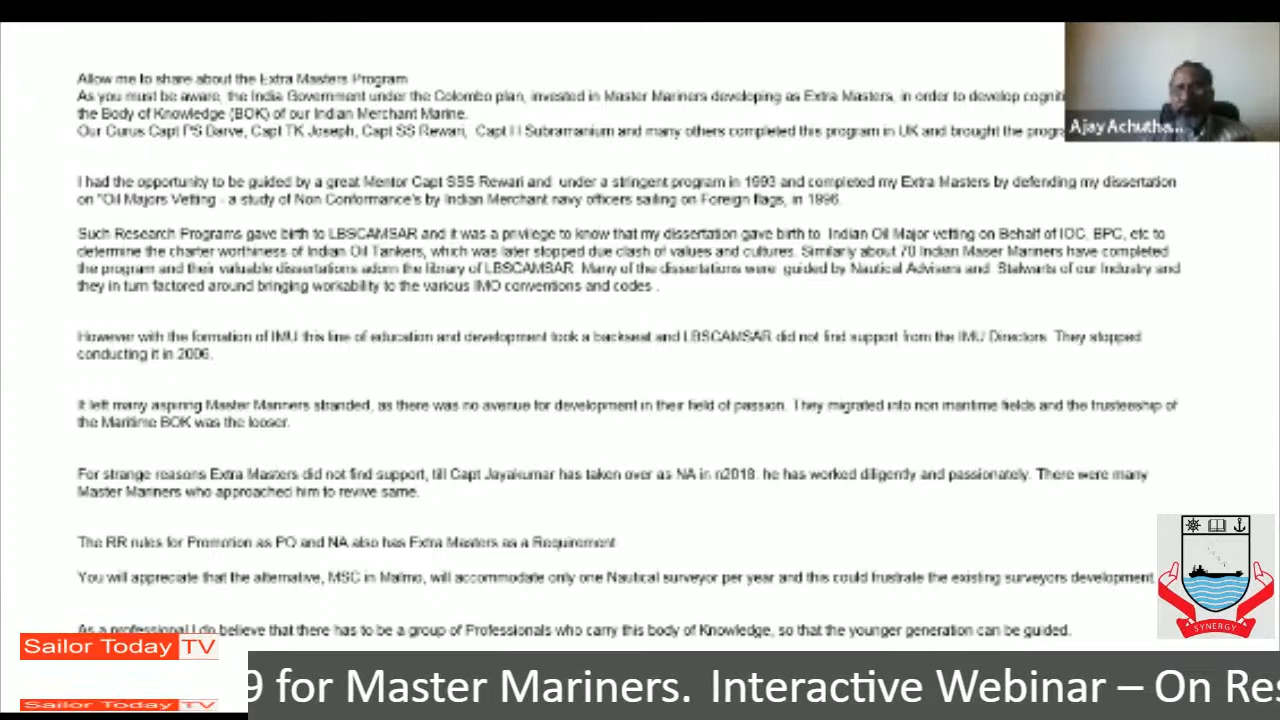 Allow me to share about the Extra Masters Program
As you must be aware, the India Government under the Colombo plan, invested in Master Mariners developing as Extra Masters, in order to develop cogniti
the Body of Knowledge (BOK) of our Indian Merchant Marine.
Our Gurus Capt PS Barve, Capt TK Joseph, Capt SS Rewari, Capt H Subramanium and many others completed this program in UK and brought the progra
Ajay Achutha...
I had the opportunity to be guided by a great Mentor Capt SSS Rewari and under a stringent program in 1993 and completed my Extra Masters by defending my dissertation
on "Oil Majors Vetting - a study of Non Conformance's by Indian Merchant navy officers sailing on Foreign flags, in 1996.
Such Research Programs gave birth to LBSCAMSAR and it was a privilege to know that my dissertation gave birth to Indian Oil Major vetting on Behalf of IOC, BPC, etc to
determine the charter worthiness of Indian Oil Tankers, which was later stopped due clash of values and cultures. Similarly about 70 Indian Maser Mariners have completed
the program and their valuable dissertations adorn the library of LBSCAMSAR Many of the dissertations were guided by Nautical Advisers and Stalwarts of our Industry and
they in turn factored around bringing workability to the various IMO conventions and codes .
However with the formation of IMU this line of education and development took a backseat and LBSCAMSAR did not find support from the IMU Directors They stopped
conducting it in 2006.
It left many aspiring Master Mariners stranded, as there was no avenue for development in their field of passion. They migrated into non maritime fields and the trusteeship of
the Maritime BOK was the looser.
For strange reasons Extra Masters did not find support, till Capt Jayakumar has taken over as NA in n2018. he has worked diligently and passionately. There were many
Master Mariners who approached him to revive same.
The RR rules for Promotion as PO and NA also has Extra Masters as a Requirement
You will appreciate that the alternative, MSC in Malmo, will accommodate only one Nautical surveyor per year and this could frustrate the existing surveyors development
As a professional I do believe that there has to be a group of Professionals who carry this body of Knowledge, so that the younger generation can be guided.
SYNERGY
Sailor Today TV
9 for Master Mariners. Interactive Webinar – On Res
Sailor Today TV